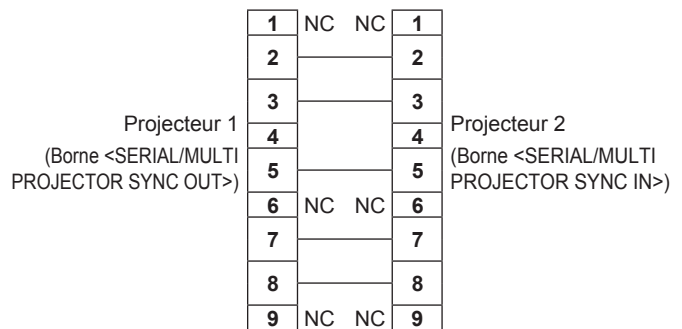 1 NC NC 1
2 2
3 3
Projecteur 1
(Borne <SERIAL/MULTI
PROJECTOR SYNC OUT>)
4 4
Projecteur 2
(Borne <SERIAL/MULTI
PROJECTOR SYNC IN>)
5 5
6 NC NC 6
7 7
8 8
9 NC NC 9